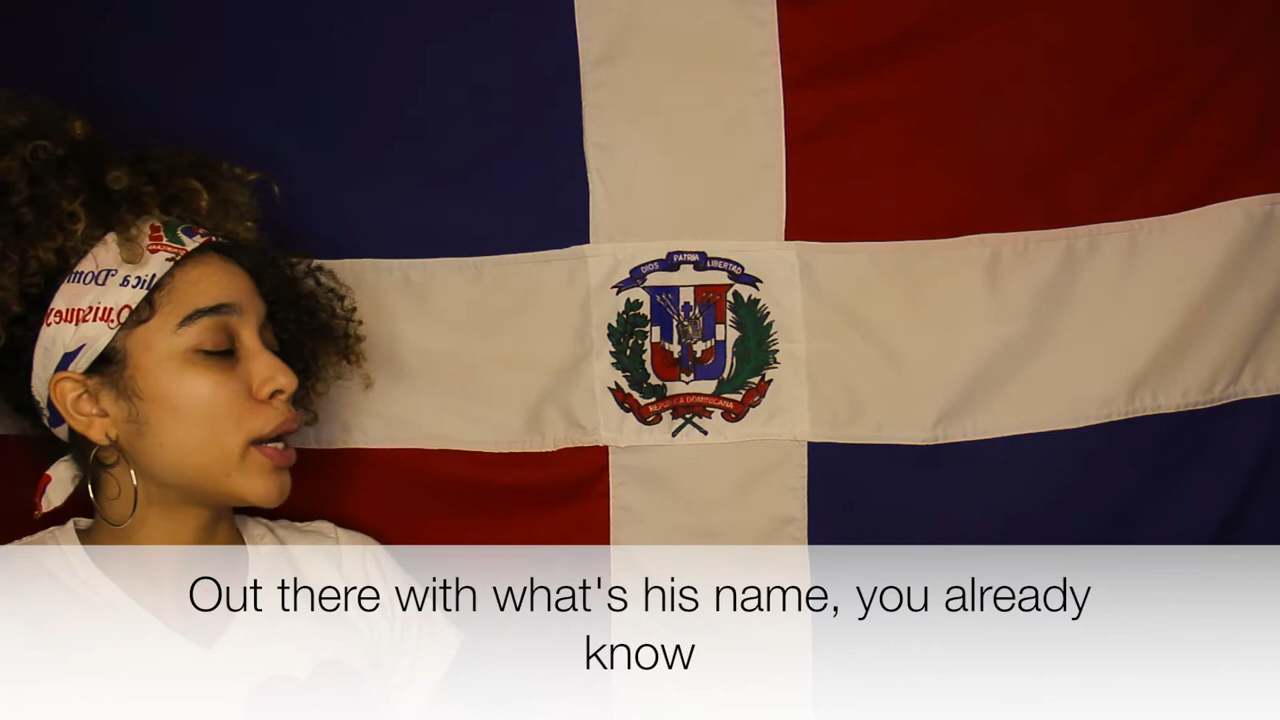 DIOS PATRIA LIBERTAD
REPUBLICA DOMINICANA
Out there with what's his name, you already
know